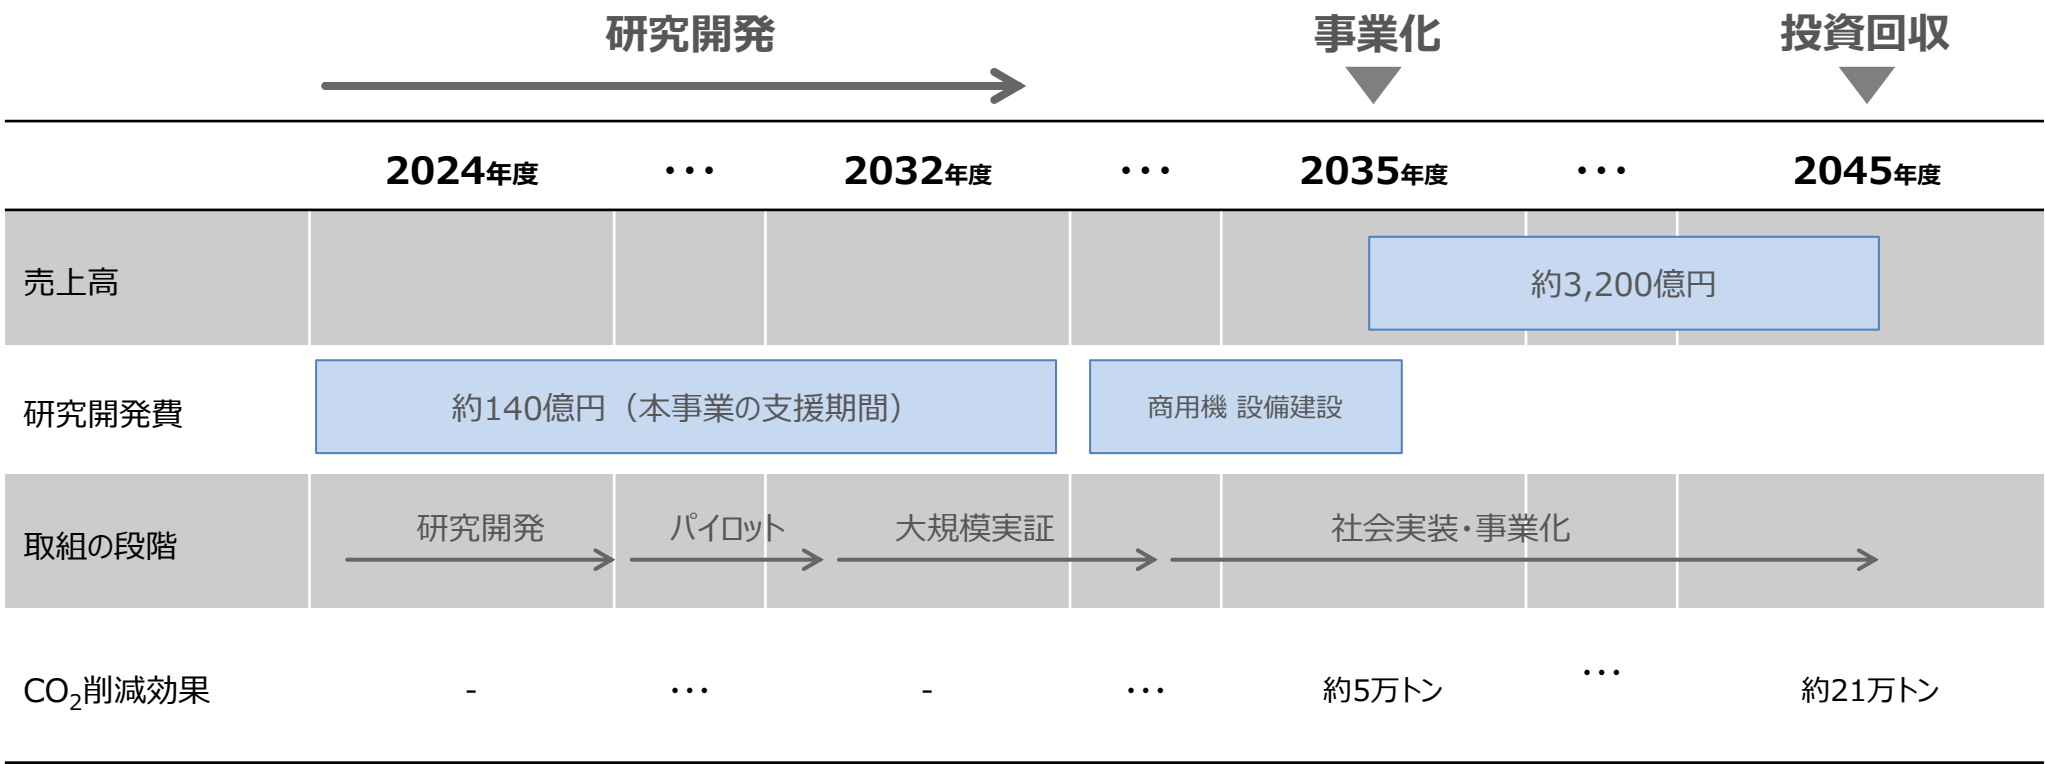 研究開発 事業化 投資回収
2024年度 ・・・ 2032年度 ・・・ 2035年度 ・・・ 2045年度
売上高 約3,200億円
研究開発費 約140億円（本事業の支援期間） 商用機 設備建設
取組の段階 研究開発 パイロット 大規模実証 社会実装・事業化
CO₂削減効果 - ・・・ - ・・・ 約5万トン ・・・ 約21万トン